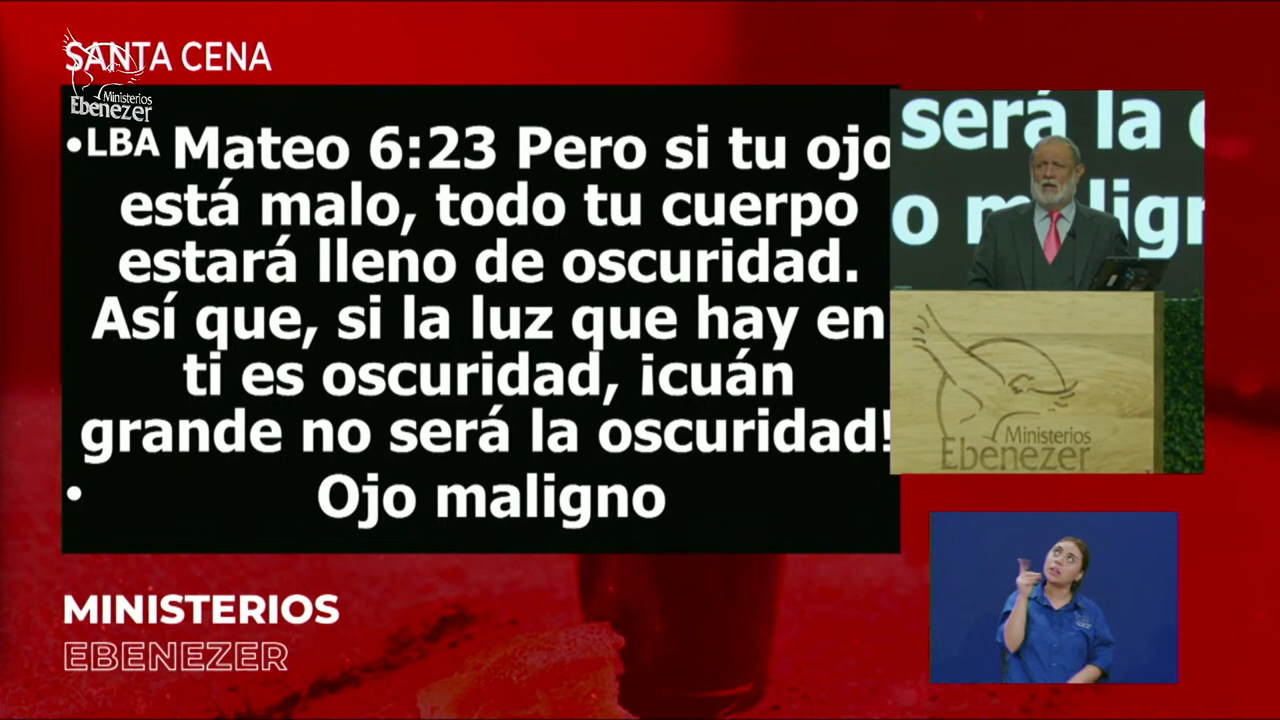 SANTA CENA
Ministerios
Ebenezer
•LBA Mateo 6:23 Pero si tu ojo
está malo, todo tu cuerpo
estará lleno de oscuridad.
Así que, si la luz que hay en
ti es oscuridad, ¡cuán
grande no será la oscuridad!
• Ojo maligno
será la
Ministerios
Ebenezer
MINISTERIOS
EBENEZER